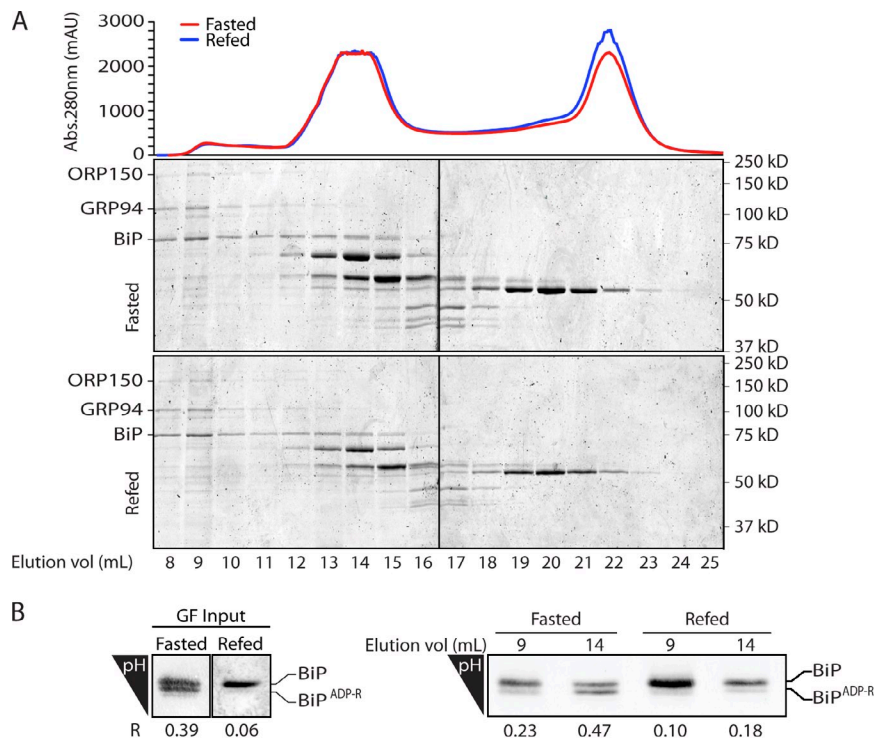 A
Abs.280nm (mAU)
3000
2000
1000
0
Fasted
Refed
ORP150
GRP94
BiP
Fasted
250 kD
150 kD
100 kD
75 kD
50 kD
37 kD
ORP150
GRP94
BiP
Refed
250 kD
150 kD
100 kD
75 kD
50 kD
37 kD
Elution vol (mL) 8 9 10 11 12 13 14 15 16 17 18 19 20 21 22 23 24 25
B
GF Input
Fasted Refed
pH
BiP
BiP ADP-R
R 0.39 0.06
Fasted Refed
Elution vol (mL) 9 14 9 14
pH
BiP
BiP ADP-R
0.23 0.47 0.10 0.18